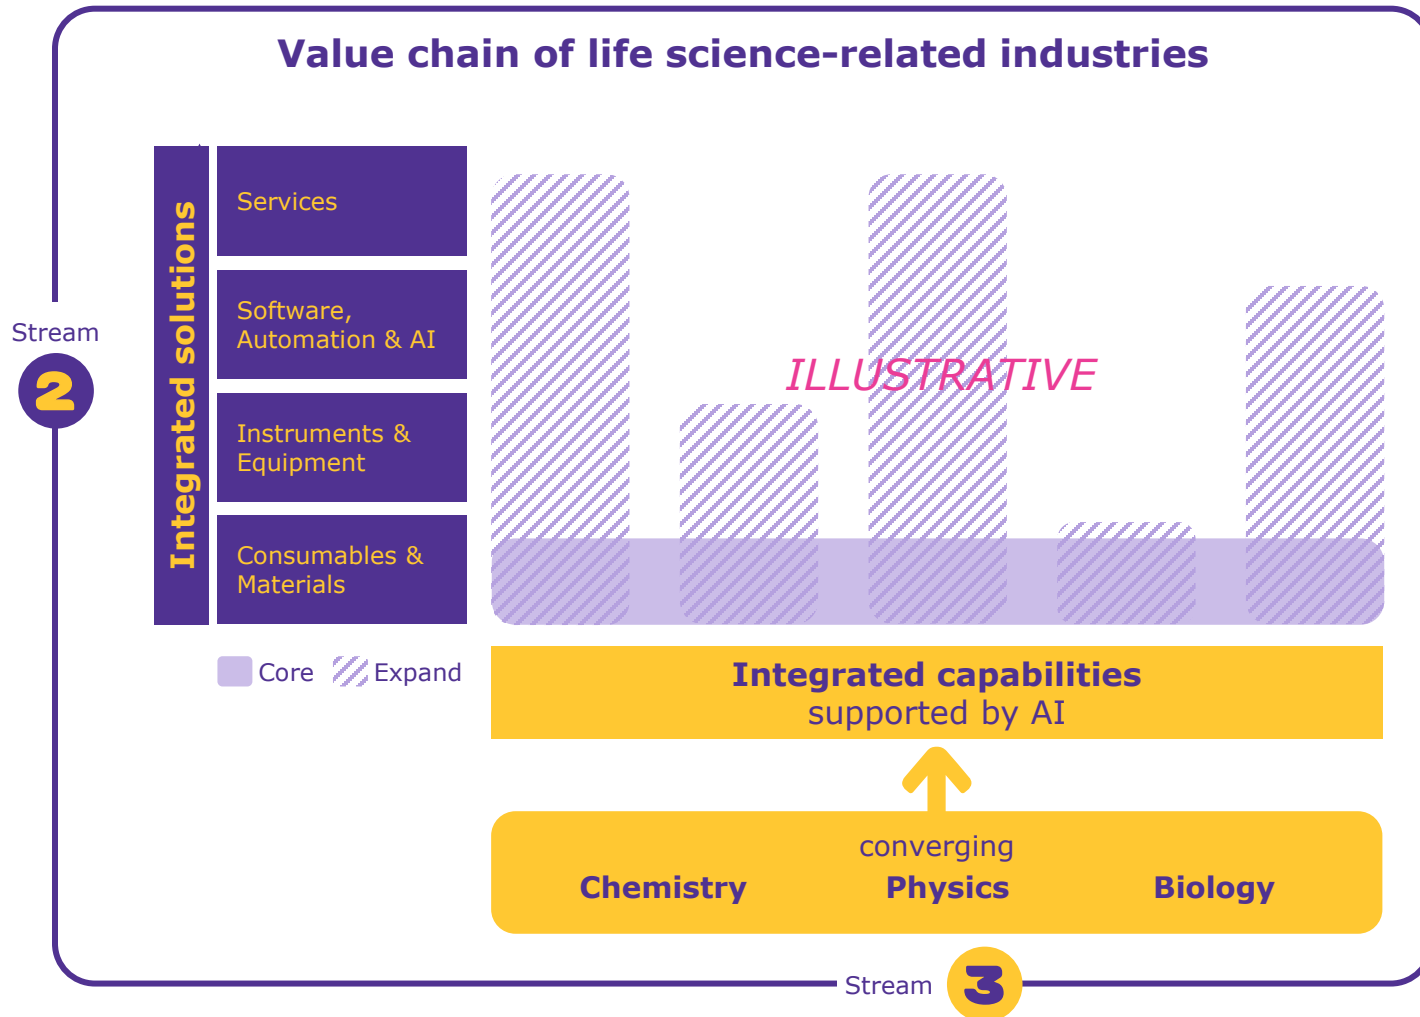 Value chain of life science-related industries
Integrated solutions
Services
Software,
Automation & AI
Instruments &
Equipment
Consumables &
Materials
ILLUSTRATIVE
Stream
2
Core
Expand
Integrated capabilities
supported by AI
converging
Chemistry Physics Biology
Stream 3